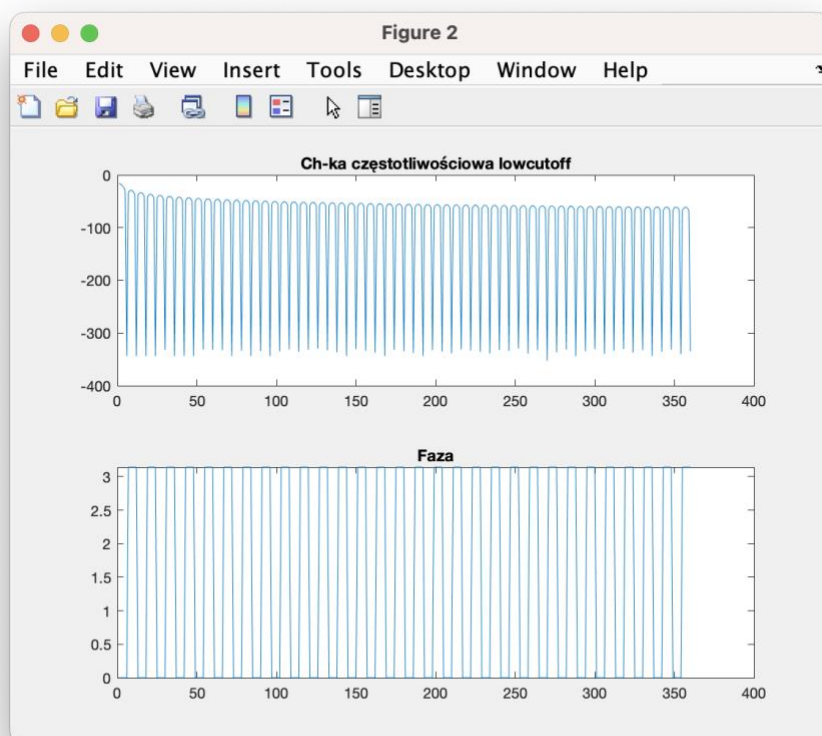 Figure 2
File Edit View Insert Tools Desktop Window Help
Ch-ka częstotliwościowa lowcutoff
0
-100
-200
-300
-400
0 50 100 150 200 250 300 350 400
Faza
3
2.5
2
1.5
1
0.5
0
0 50 100 150 200 250 300 350 400